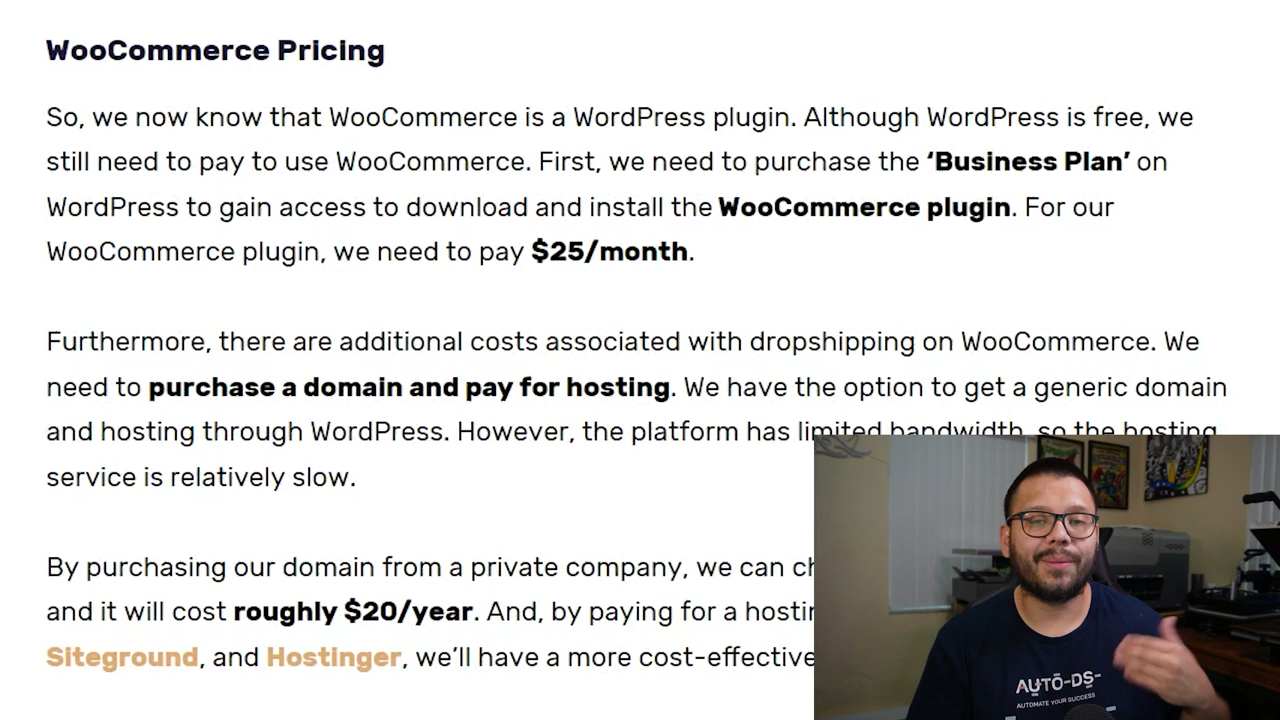 WooCommerce Pricing
So, we now know that WooCommerce is a WordPress plugin. Although WordPress is free, we
still need to pay to use WooCommerce. First, we need to purchase the ‘Business Plan’ on
WordPress to gain access to download and install the WooCommerce plugin. For our
WooCommerce plugin, we need to pay $25/month.
Furthermore, there are additional costs associated with dropshipping on WooCommerce. We
need to purchase a domain and pay for hosting. We have the option to get a generic domain
and hosting through WordPress. However, the platform has limited bandwidth, so the hosting
service is relatively slow.
By purchasing our domain from a private company, we can
and it will cost roughly $20/year. And, by paying for a
Siteground, and Hostinger, we’ll have a more cost-effective
AUTO-DS-
AUTOMATE YOUR SUCCESS